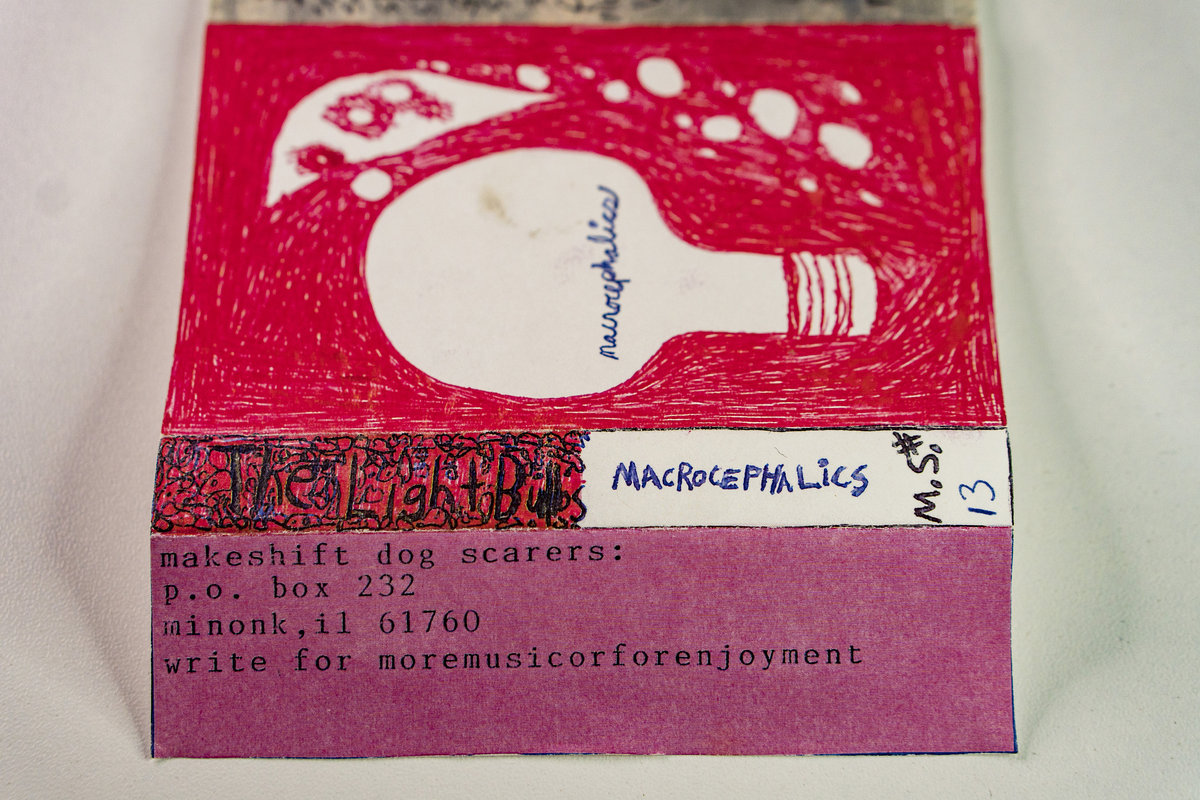 macrocephalics
The Light Bulbs
MACROCEPHALiCS
M.S.#
13
makeshift dog scarers:
p.o. box 232
minonk,il 61760
write for moremusicorforenjoyment